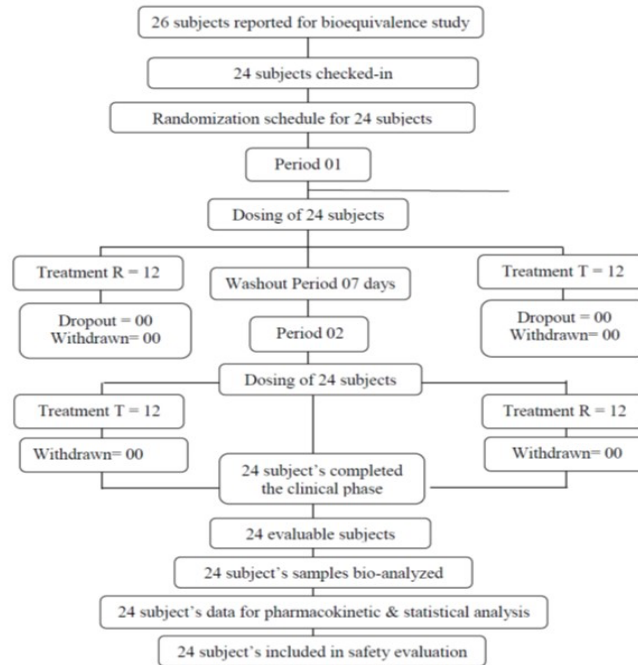 26 subjects reported for bioequivalence study
24 subjects checked-in
Randomization schedule for 24 subjects
Period 01
Dosing of 24 subjects
Treatment R = 12
Washout Period 07 days
Treatment T = 12
Dropout = 00
Withdrawn= 00
Dropout = 00
Withdrawn= 00
Period 02
Dosing of 24 subjects
Treatment T = 12
Treatment R = 12
Withdrawn= 00
Withdrawn= 00
24 subject's completed
the clinical phase
24 evaluable subjects
24 subject's samples bio-analyzed
24 subject's data for pharmacokinetic & statistical analysis
24 subject's included in safety evaluation